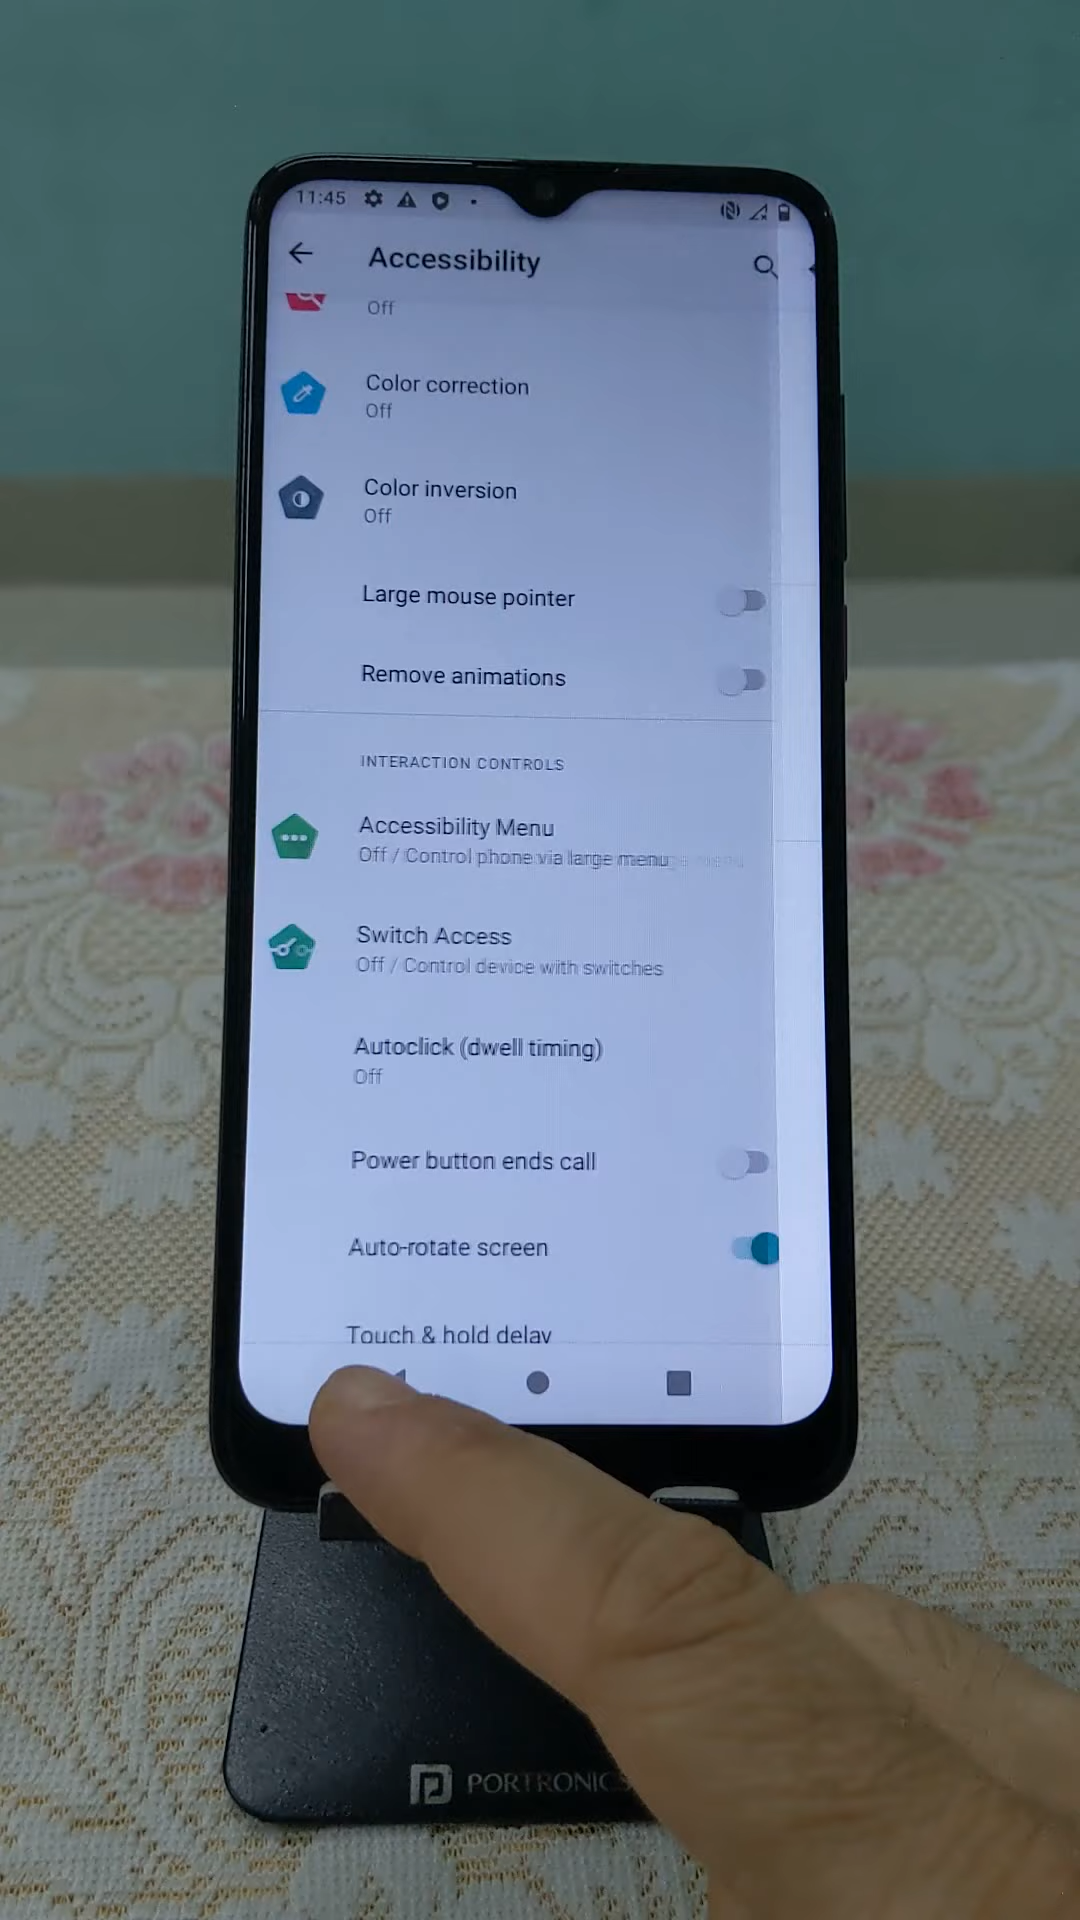 11:45
Accessibility
Off
Color correction
Off
Color inversion
Off
Large mouse pointer
Remove animations
INTERACTION CONTROLS
Accessibility Menu
Off / Control phone via large menu
Switch Access
Off / Control device with switches
Autoclick (dwell timing)
Off
Power button ends call
Auto-rotate screen
Touch & hold delay
PORTRONICS